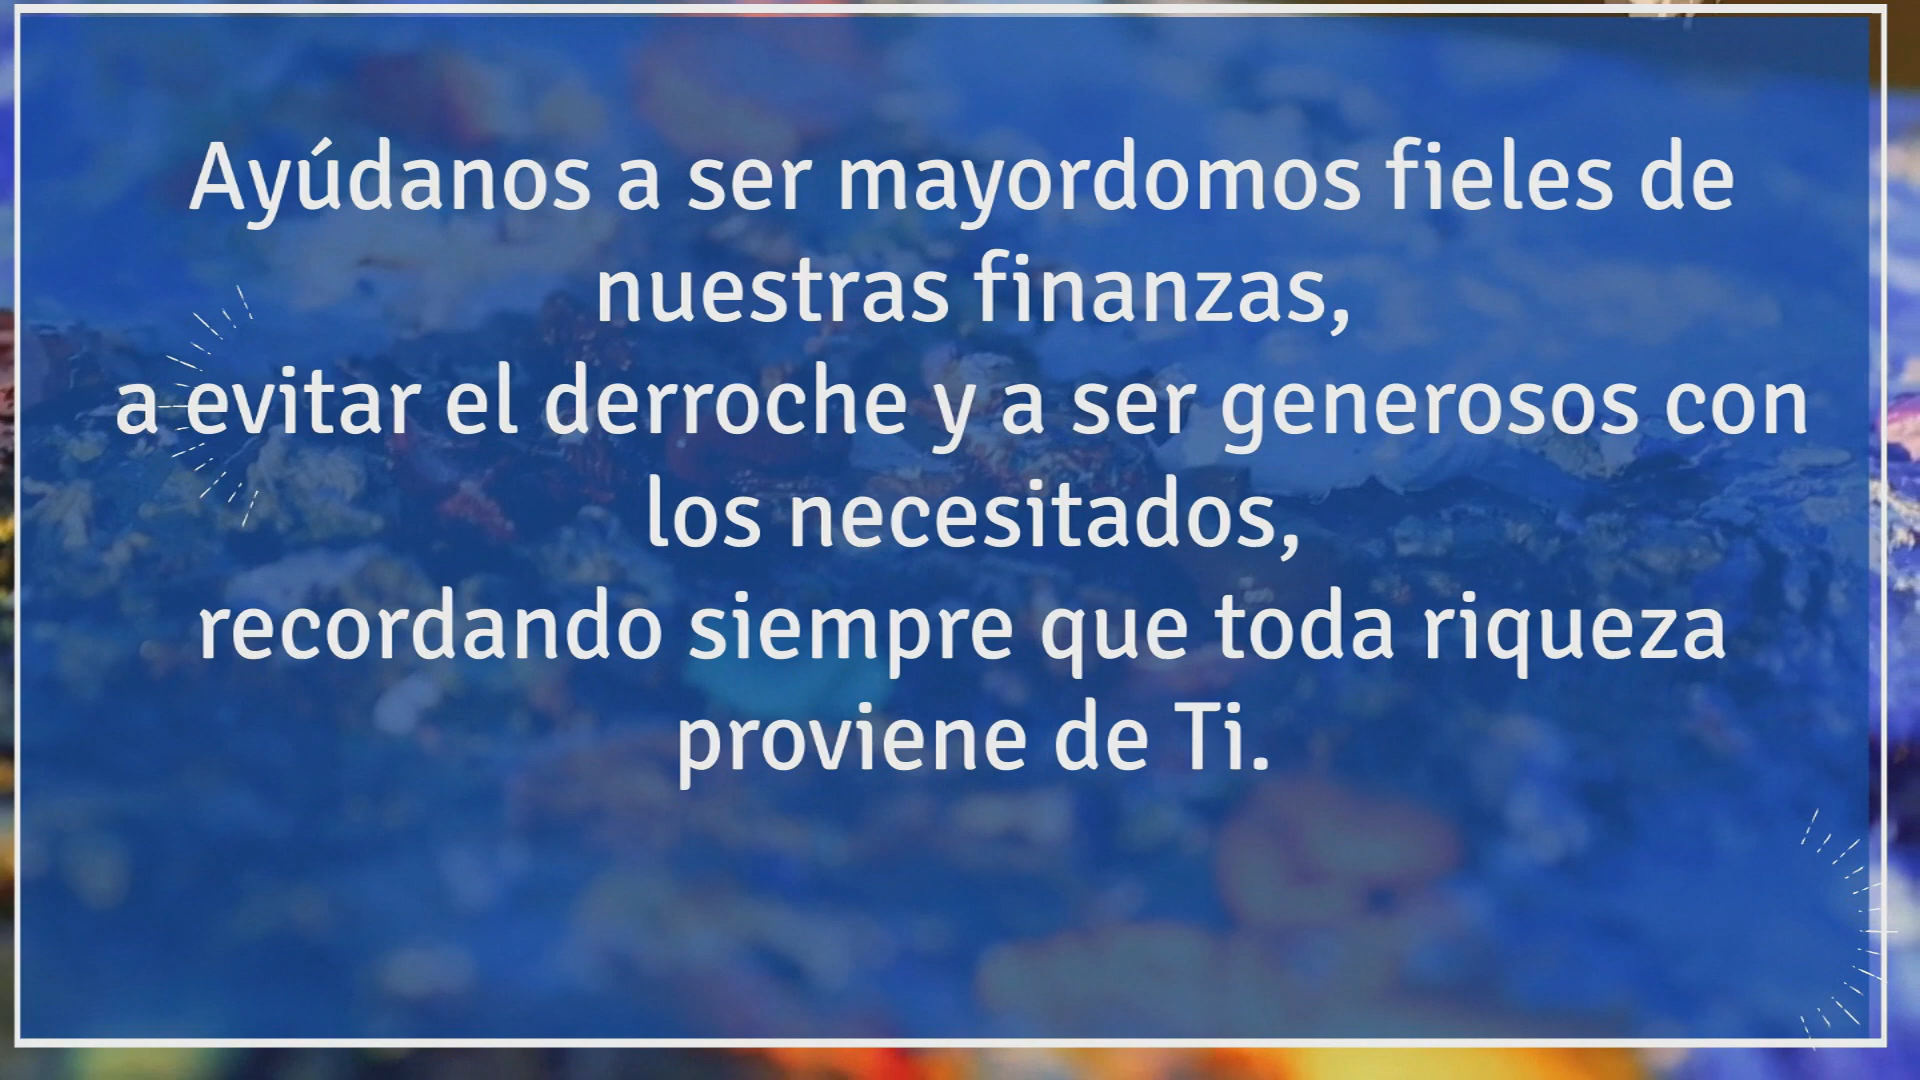 Ayúdanos a ser mayordomos fieles de
nuestras finanzas,
a evitar el derroche y a ser generosos con
los necesitados,
recordando siempre que toda riqueza
proviene de Ti.